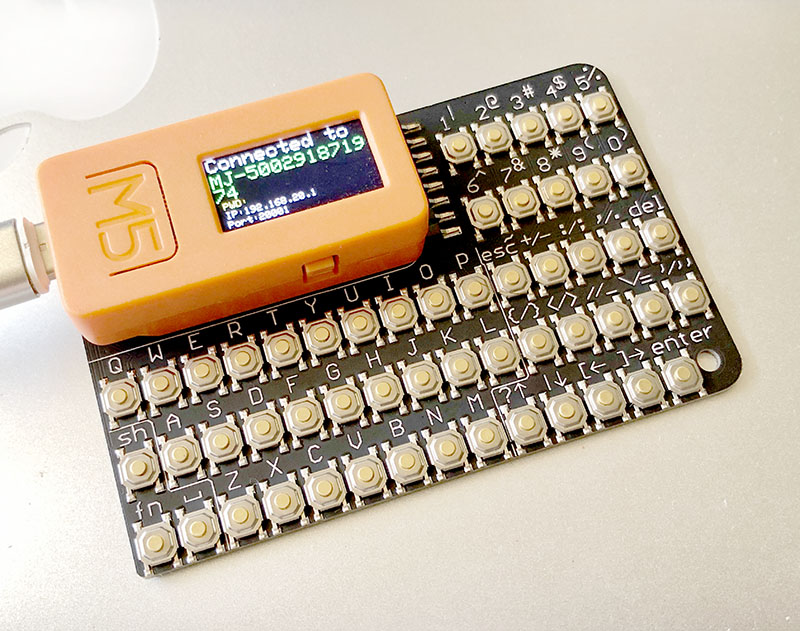 M5
Connected to
MJ-5002918719
74
PWD:
IP:192.168.20.1
Port:20001
1| 2@ 3# 4$ 5/.
6^ 7& 8* 9( 0)
Q W E R T Y U I O P esc +/- :/; ,/. del
sh A S D F G H J K L {/} </> // \/= '/"
fn ⎵ Z X C V B N M ?↑ |↓ [← ]→ enter